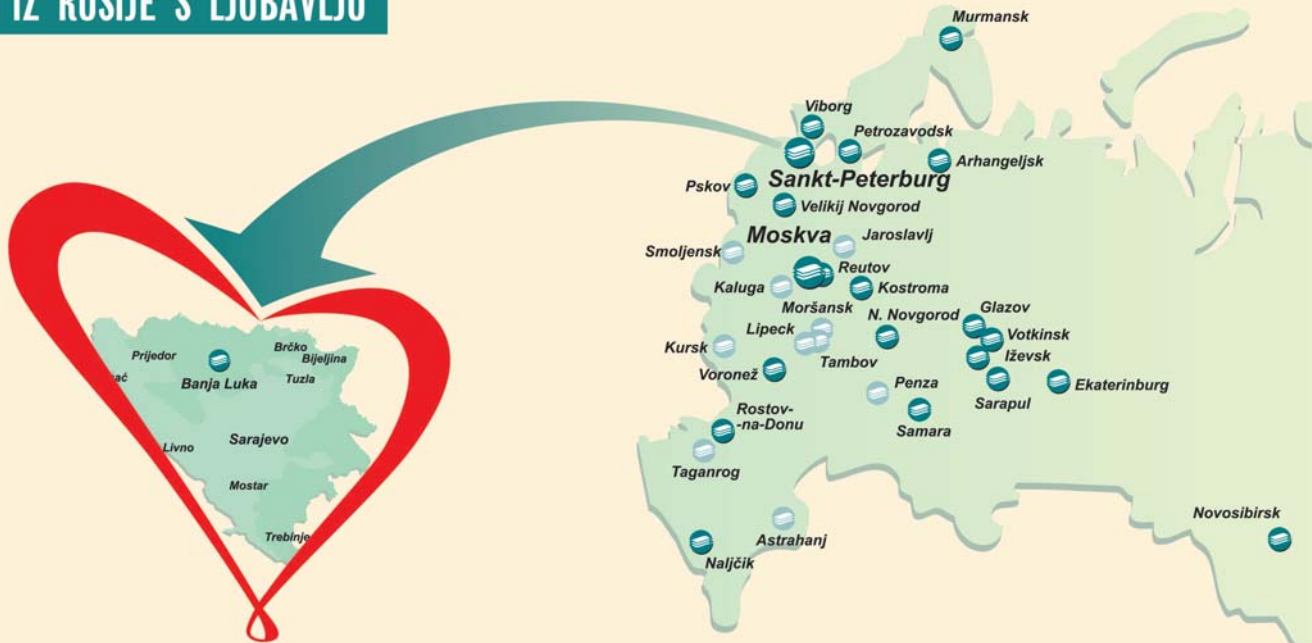 IZ RUSIJE S LJUBAVLJU
Murmansk
Viborg
Petrozavodsk
Arhangeljsk
Sankt-Peterburg
Pskov
Velikij Novgorod
Moskva
Jaroslavlj
Smoljensk
Reutov
Kaluga
Kostroma
Moršansk
Glazov
N. Novgorod
Lipeck
Votkinsk
Kursk
Iževsk
Tambov
Voronež
Penza
Ekaterinburg
Sarapul
Rostov-
-na-Donu
Samara
Taganrog
Novosibirsk
Astrahanj
Naljčik
Brčko
Prijedor
Bijeljina
Banja Luka
Tuzla
Sarajevo
Livno
Mostar
Trebinje